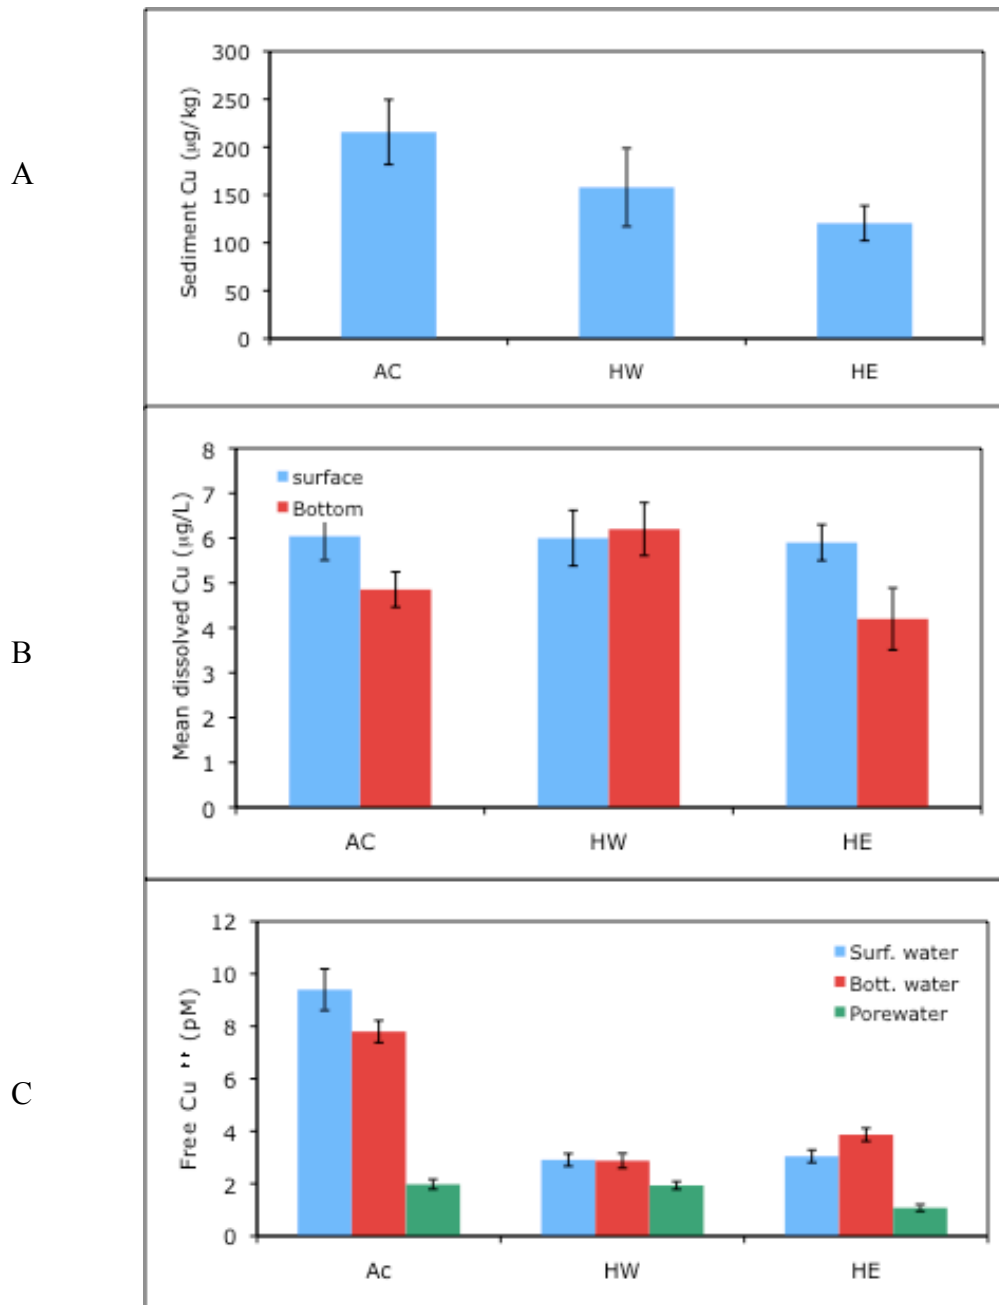 A
Sediment Cu (µg/kg)
300
250
200
150
100
50
0
AC HW HE
B
Mean dissolved Cu (µg/L)
8
7
6
5
4
3
2
1
0
surface
Bottom
AC HW HE
C
Free Cu ⁺⁺ (pM)
12
10
8
6
4
2
0
Surf. water
Bott. water
Porewater
Ac HW HE